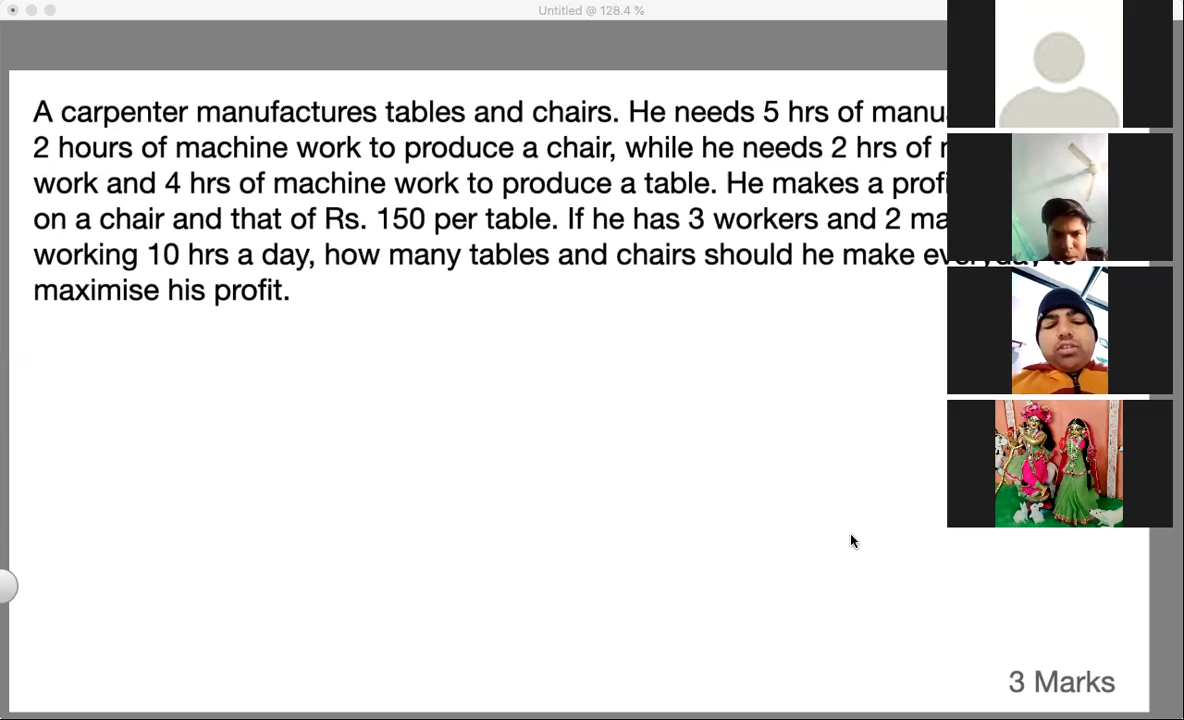 Untitled @ 128.4 %
A carpenter manufactures tables and chairs. He needs 5 hrs of
2 hours of machine work to produce a chair, while he needs 2 hrs of
work and 4 hrs of machine work to produce a table. He makes a
on a chair and that of Rs. 150 per table. If he has 3 workers and 2
working 10 hrs a day, how many tables and chairs should he make everyday to
maximise his profit.
3 Marks